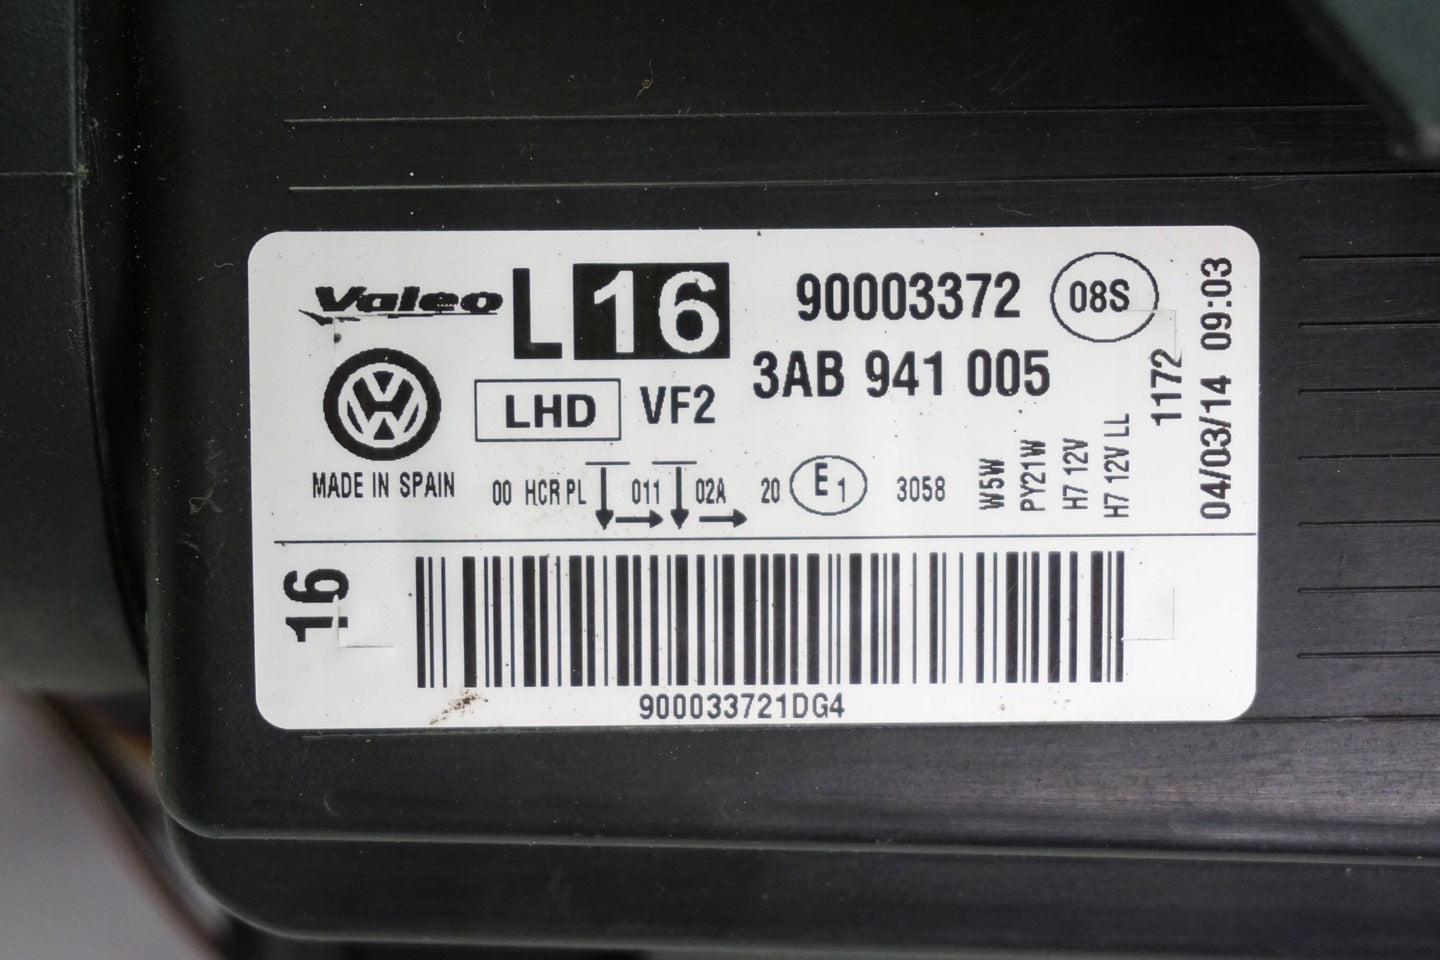 Valeo L 16 90003372 08S
3AB 941 005
LHD VF2
MADE IN SPAIN
00 HCR PL 011 02A 20 E1 3058
W5W
PY21W
H7 12V
H7 12V LL
1172
04/03/14 09:03
16
900033721DG4